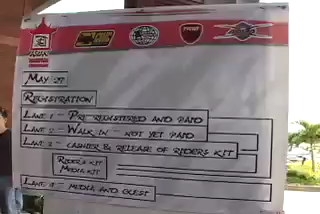 MAY 27
REGISTRATION
LANE 1 - PRE-REGISTERED AND PAID
LANE 2 - WALK IN - NOT YET PAID
LANE 3 - CASHIER & RELEASE OF RIDERS KIT
RIDERS KIT
MEDIA KIT
LANE 4 - MEDIA AND GUEST